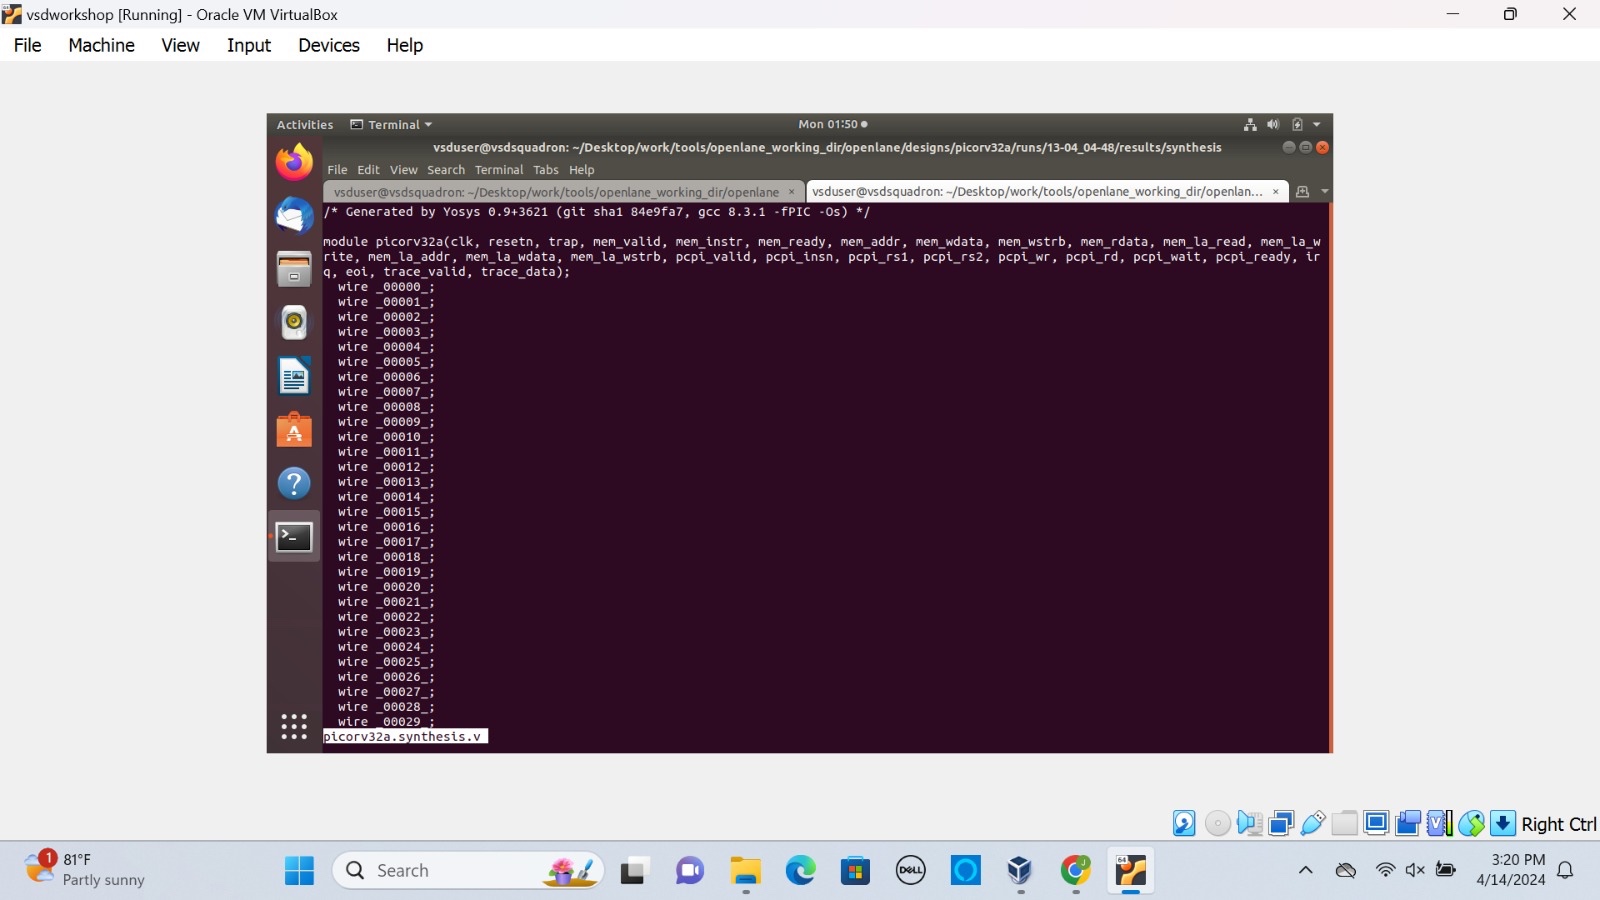 vsdworkshop [Running] - Oracle VM VirtualBox
File Machine View Input Devices Help
Activities Terminal Mon 01:50
vsduser@vsdsquadron: ~/Desktop/work/tools/openlane_working_dir/openlane/designs/picorv32a/runs/13-04_04-48/results/synthesis
File Edit View Search Terminal Tabs Help
vsduser@vsdsquadron: ~/Desktop/work/tools/openlane_working_dir/openlane × vsduser@vsdsquadron: ~/Desktop/work/tools/openlane_working_dir/openlan... ×
/* Generated by Yosys 0.9+3621 (git sha1 84e9fa7, gcc 8.3.1 -fPIC -Os) */
module picorv32a(clk, resetn, trap, mem_valid, mem_instr, mem_ready, mem_addr, mem_wdata, mem_wstrb, mem_rdata, mem_la_read, mem_la_w
rite, mem_la_addr, mem_la_wdata, mem_la_wstrb, pcpi_valid, pcpi_insn, pcpi_rs1, pcpi_rs2, pcpi_wr, pcpi_rd, pcpi_wait, pcpi_ready, ir
q, eoi, trace_valid, trace_data);
wire _00000_;
wire _00001_;
wire _00002_;
wire _00003_;
wire _00004_;
wire _00005_;
wire _00006_;
wire _00007_;
wire _00008_;
wire _00009_;
wire _00010_;
wire _00011_;
wire _00012_;
wire _00013_;
wire _00014_;
wire _00015_;
wire _00016_;
wire _00017_;
wire _00018_;
wire _00019_;
wire _00020_;
wire _00021_;
wire _00022_;
wire _00023_;
wire _00024_;
wire _00025_;
wire _00026_;
wire _00027_;
wire _00028_;
wire _00029_;
picorv32a.synthesis.v
Right Ctrl
1
81°F
Partly sunny
Search
DELL
64
3:20 PM
4/14/2024